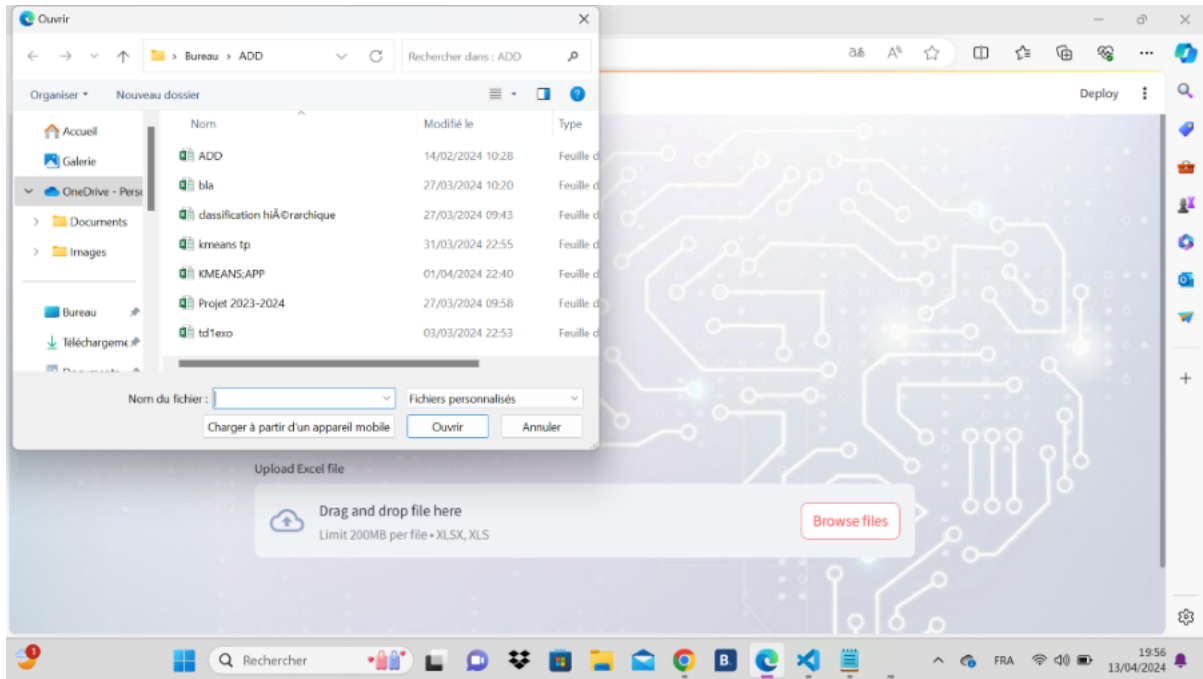 Ouvrir
Bureau > ADD
Rechercher dans : ADD
Organiser
Nouveau dossier
Deploy
Nom Modifié le Type
Accueil
Galerie
OneDrive - Perso
Documents
Images
Bureau
Téléchargeme
ADD 14/02/2024 10:28 Feuille d
bla 27/03/2024 10:20 Feuille d
classification hiÃ©rarchique 27/03/2024 09:43 Feuille d
kmeans tp 31/03/2024 22:55 Feuille d
KMEANS;APP 01/04/2024 22:40 Feuille d
Projet 2023-2024 27/03/2024 09:58 Feuille d
td1exo 03/03/2024 22:53 Feuille d
Nom du fichier :
Fichiers personnalisés
Charger à partir d'un appareil mobile
Ouvrir
Annuler
Upload Excel file
Drag and drop file here
Limit 200MB per file • XLSX, XLS
Browse files
1
Rechercher
B.
FRA
19:56
13/04/2024